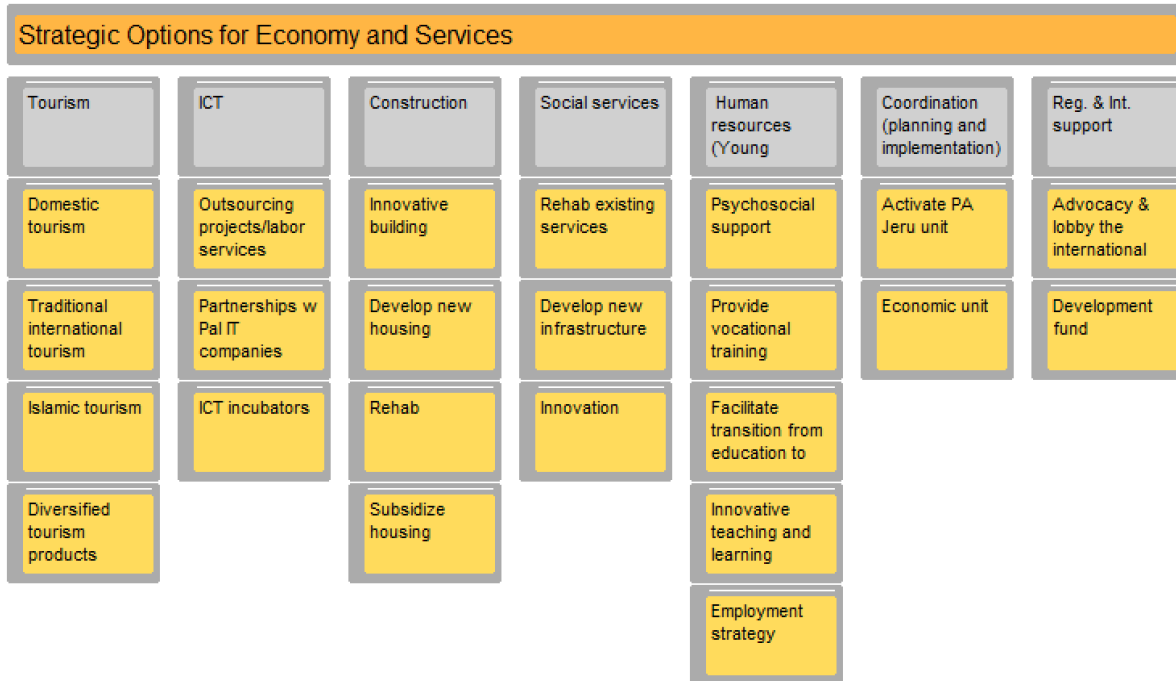 Strategic Options for Economy and Services
Tourism
ICT
Construction
Social services
Human
resources
(Young
Coordination
(planning and
implementation)
Reg. & Int.
support
Domestic
tourism
Outsourcing
projects/labor
services
Innovative
building
Rehab existing
services
Psychosocial
support
Activate PA
Jeru unit
Advocacy &
lobby the
international
Traditional
international
tourism
Partnerships w
Pal IT
companies
Develop new
housing
Develop new
infrastructure
Provide
vocational
training
Economic unit
Development
fund
Islamic tourism
ICT incubators
Rehab
Innovation
Facilitate
transition from
education to
Diversified
tourism
products
Subsidize
housing
Innovative
teaching and
learning
Employment
strategy